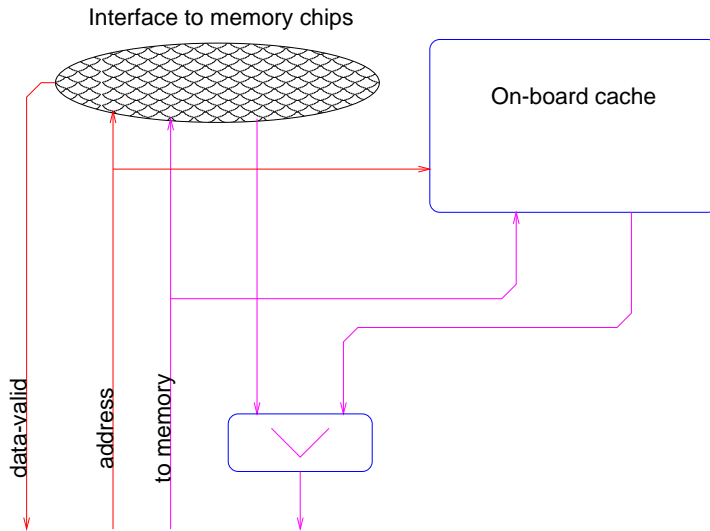 Interface to memory chips
On-board cache
data-valid
address
to memory